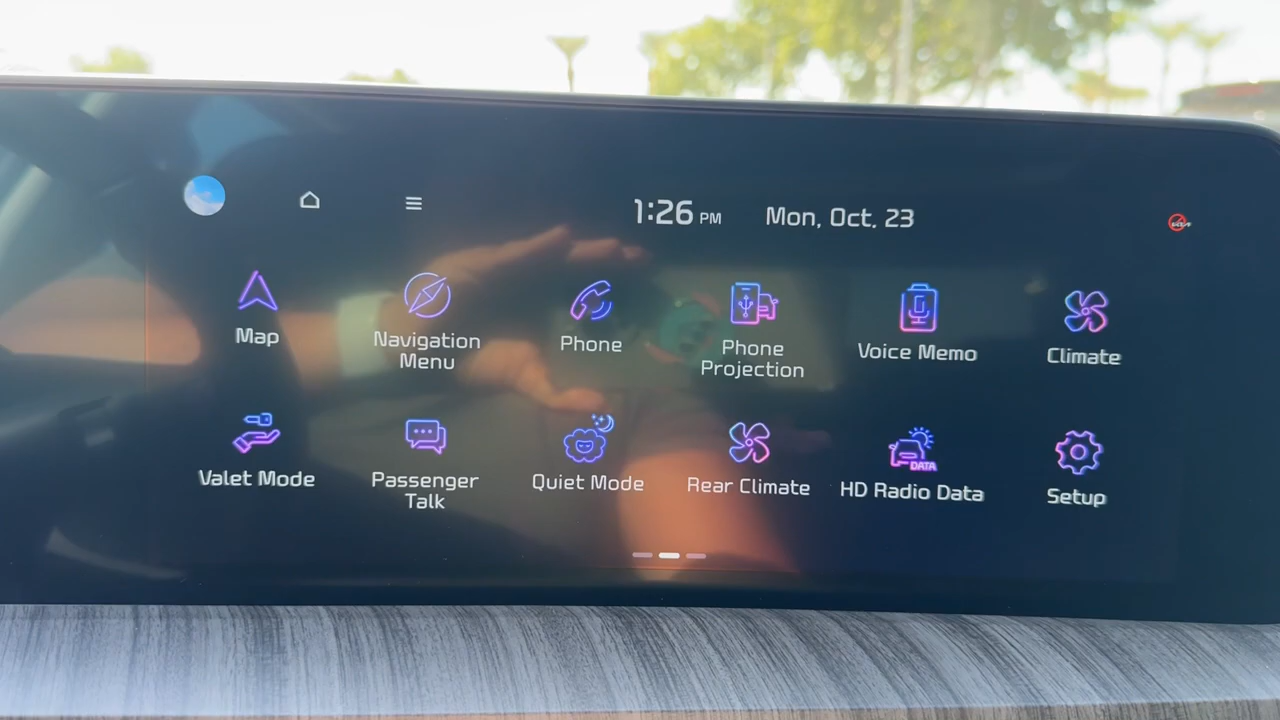 1:26 PM Mon, Oct, 23
Map
Navigation
Menu
Phone
Phone
Projection
Voice Memo
Climate
Valet Mode
Passenger
Talk
Quiet Mode
Rear Climate
DATA
HD Radio Data
Setup